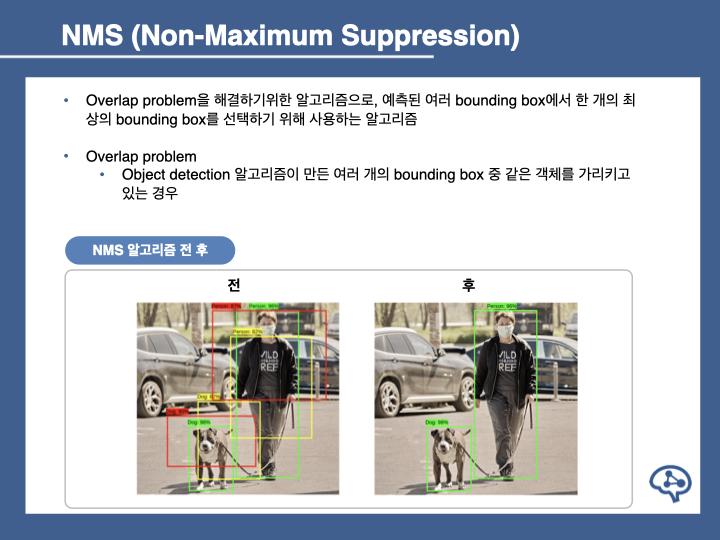 NMS (Non-Maximum Suppression)
• Overlap problem을 해결하기위한 알고리즘으로, 예측된 여러 bounding box에서 한 개의 최
상의 bounding box를 선택하기 위해 사용하는 알고리즘
• Overlap problem
• Object detection 알고리즘이 만든 여러 개의 bounding box 중 같은 객체를 가리키고
있는 경우
NMS 알고리즘 전 후
전
후
Person: Person: 96%
Person: 82%
Dog:
Dog: 98%
Person: 96%
Dog: 98%